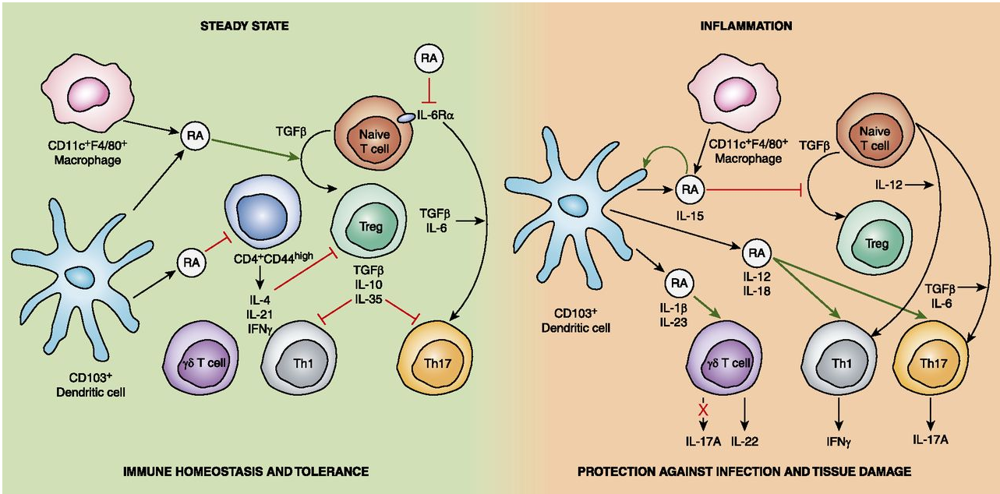 STEADY STATE
RA
IL-6Rα
TGFβ
Naive
T cell
RA
CD11c⁺F4/80⁺
Macrophage
TGFβ
IL-6
Treg
RA
CD4⁺CD44ʰⁱᵍʰ
TGFβ
IL-10
IL-35
IL-4
IL-21
IFNγ
γδ T cell
Th1
Th17
CD103⁺
Dendritic cell
IMMUNE HOMEOSTASIS AND TOLERANCE
INFLAMMATION
CD11c⁺F4/80⁺
Macrophage
TGFβ
Naive
T cell
RA
IL-15
IL-12
Treg
RA
IL-12
IL-18
RA
IL-1β
IL-23
TGFβ
IL-6
CD103⁺
Dendritic cell
γδ T cell
Th1
Th17
X
IL-17A
IL-22
IFNγ
IL-17A
PROTECTION AGAINST INFECTION AND TISSUE DAMAGE